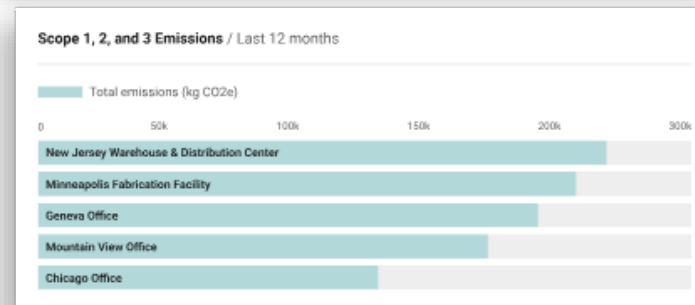 Scope 1, 2, and 3 Emissions / Last 12 months
Total emissions (kg CO2e)
0 50k 100k 150k 200k 300k
New Jersey Warehouse & Distribution Center
Minneapolis Fabrication Facility
Geneva Office
Mountain View Office
Chicago Office